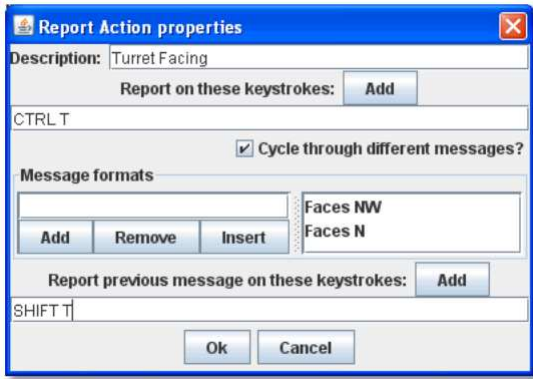 Report Action properties
Description: Turret Facing
Report on these keystrokes: Add
CTRL T
Cycle through different messages?
Message formats
Faces NW
Add Remove Insert Faces N
Report previous message on these keystrokes: Add
SHIFT T
Ok Cancel